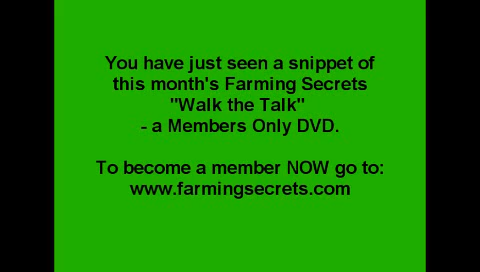 You have just seen a snippet of
this month's Farming Secrets
"Walk the Talk"
- a Members Only DVD.
To become a member NOW go to:
www.farmingsecrets.com